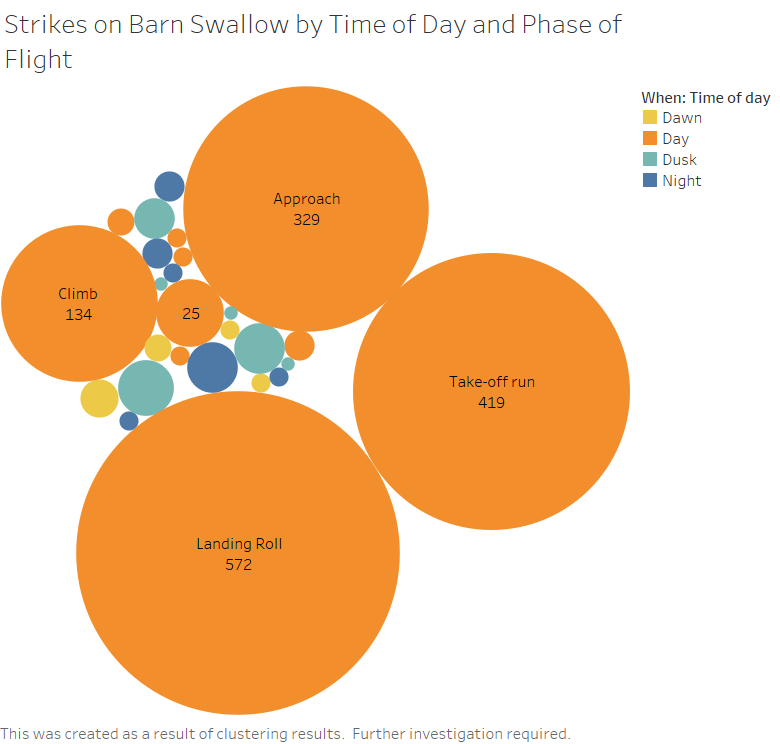 Strikes on Barn Swallow by Time of Day and Phase of
Flight
When: Time of day
Dawn
Day
Dusk
Night
Approach
329
Climb
134
25
Take-off run
419
Landing Roll
572
This was created as a result of clustering results.  Further investigation required.